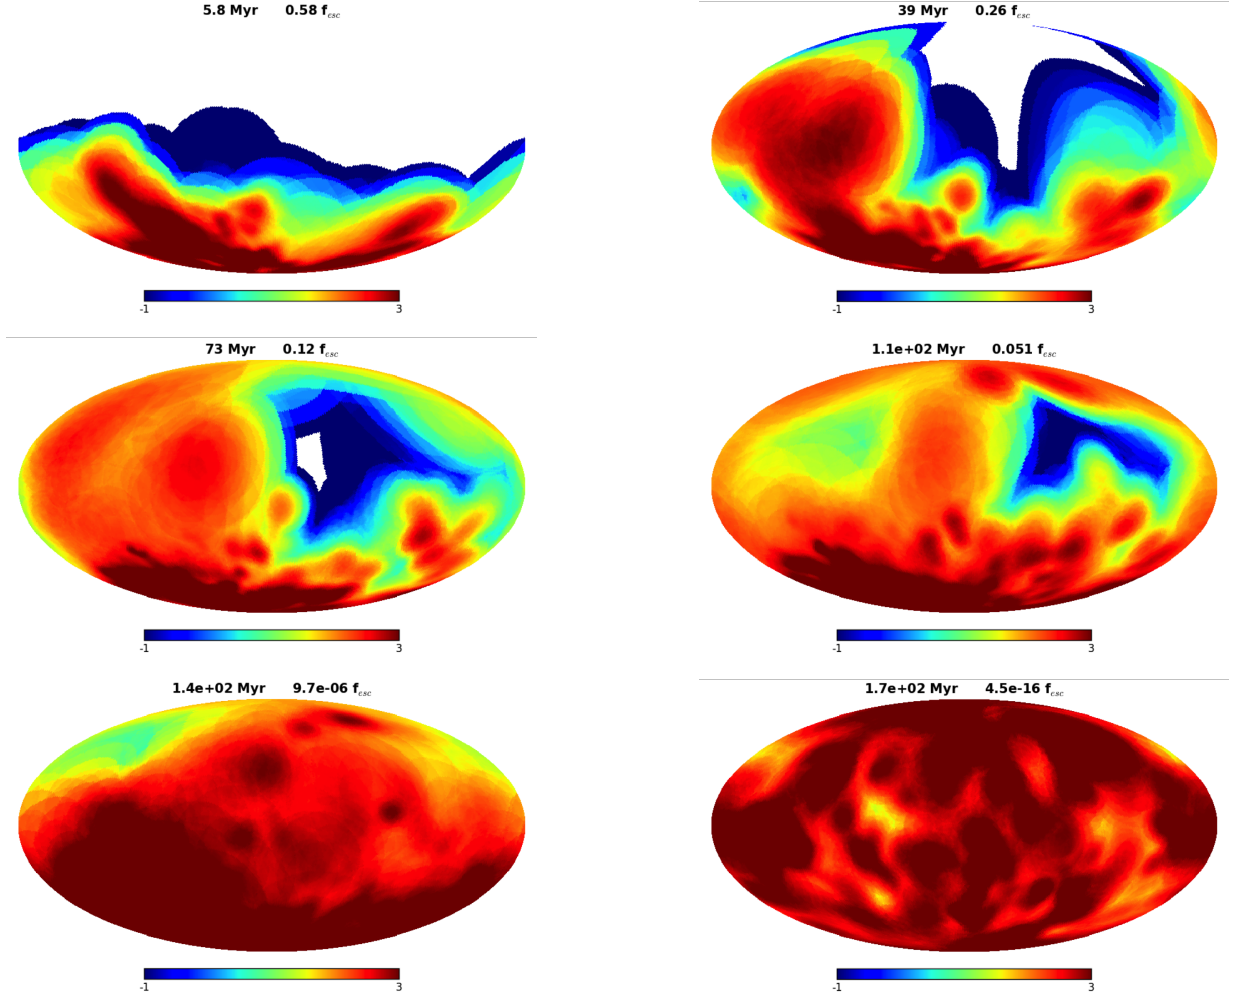 5.8 Myr 0.58 f_esc
39 Myr 0.26 f_esc
-1 3
-1 3
73 Myr 0.12 f_esc
1.1e+02 Myr 0.051 f_esc
-1 3
-1 3
1.4e+02 Myr 9.7e-06 f_esc
1.7e+02 Myr 4.5e-16 f_esc
-1 3
-1 3